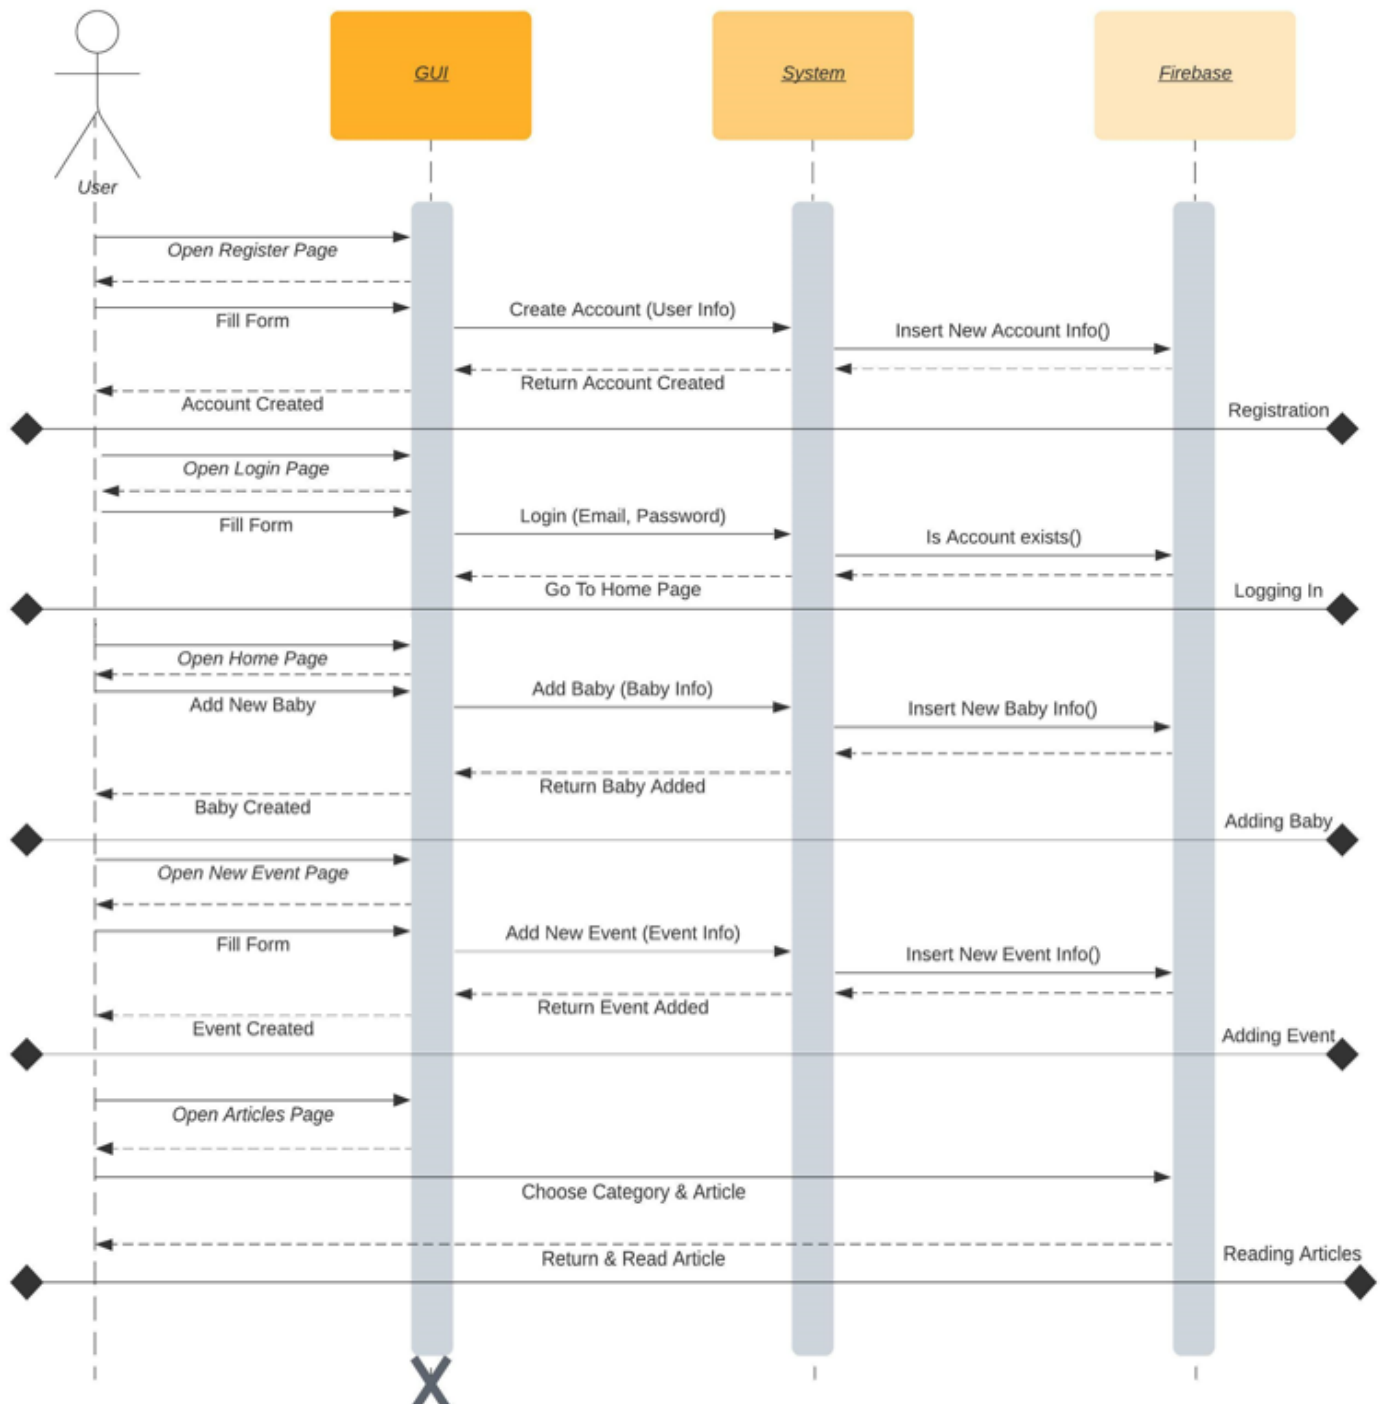 GUI
System
Firebase
User
Open Register Page
Fill Form
Create Account (User Info)
Insert New Account Info()
Return Account Created
Account Created
Registration
Open Login Page
Fill Form
Login (Email, Password)
Is Account exists()
Go To Home Page
Logging In
Open Home Page
Add New Baby
Add Baby (Baby Info)
Insert New Baby Info()
Return Baby Added
Baby Created
Adding Baby
Open New Event Page
Fill Form
Add New Event (Event Info)
Insert New Event Info()
Return Event Added
Event Created
Adding Event
Open Articles Page
Choose Category & Article
Return & Read Article
Reading Articles